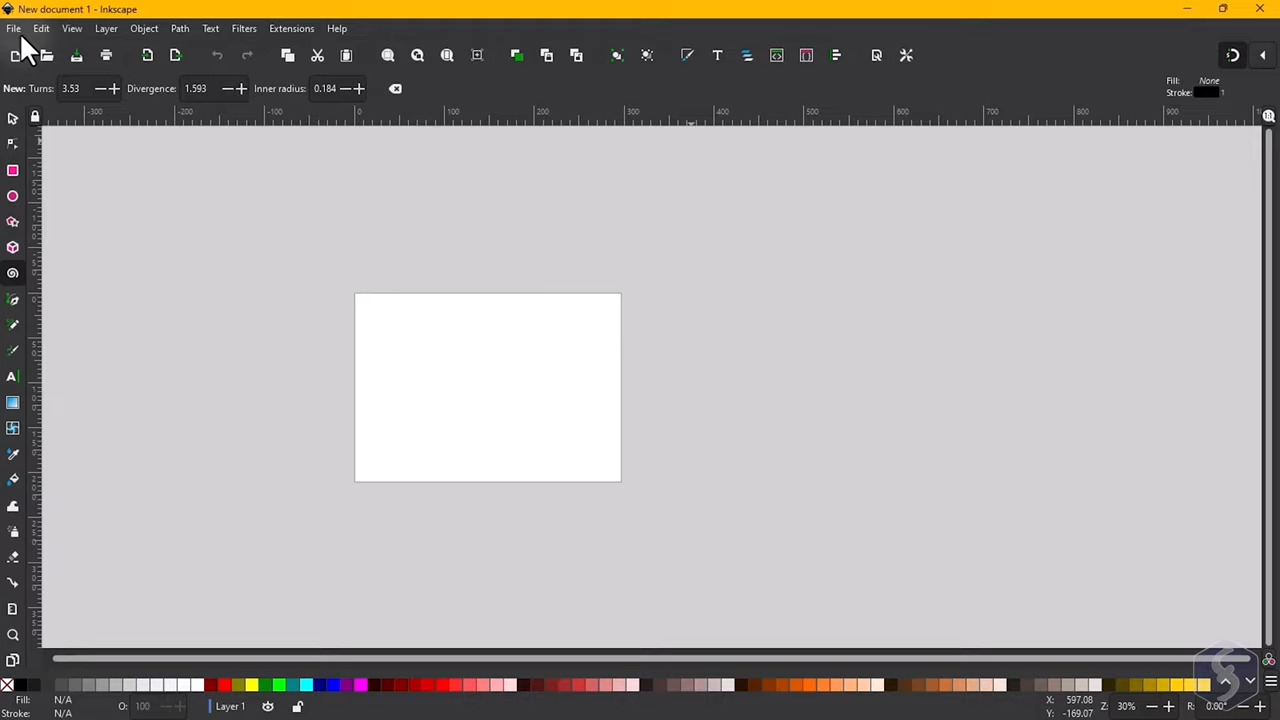 New document 1 - Inkscape
File Edit View Layer Object Path Text Filters Extensions Help
New: Turns: 3.53 Divergence: 1.593 Inner radius: 0.184
Fill: None
Stroke: 1
-300 -200 -100 0 100 200 300 400 500 600 700 800 900
Fill: N/A
Stroke: N/A
O: 100
Layer 1
X: 597.08
Y: -169.07
Z: 30%
R: 0.00°